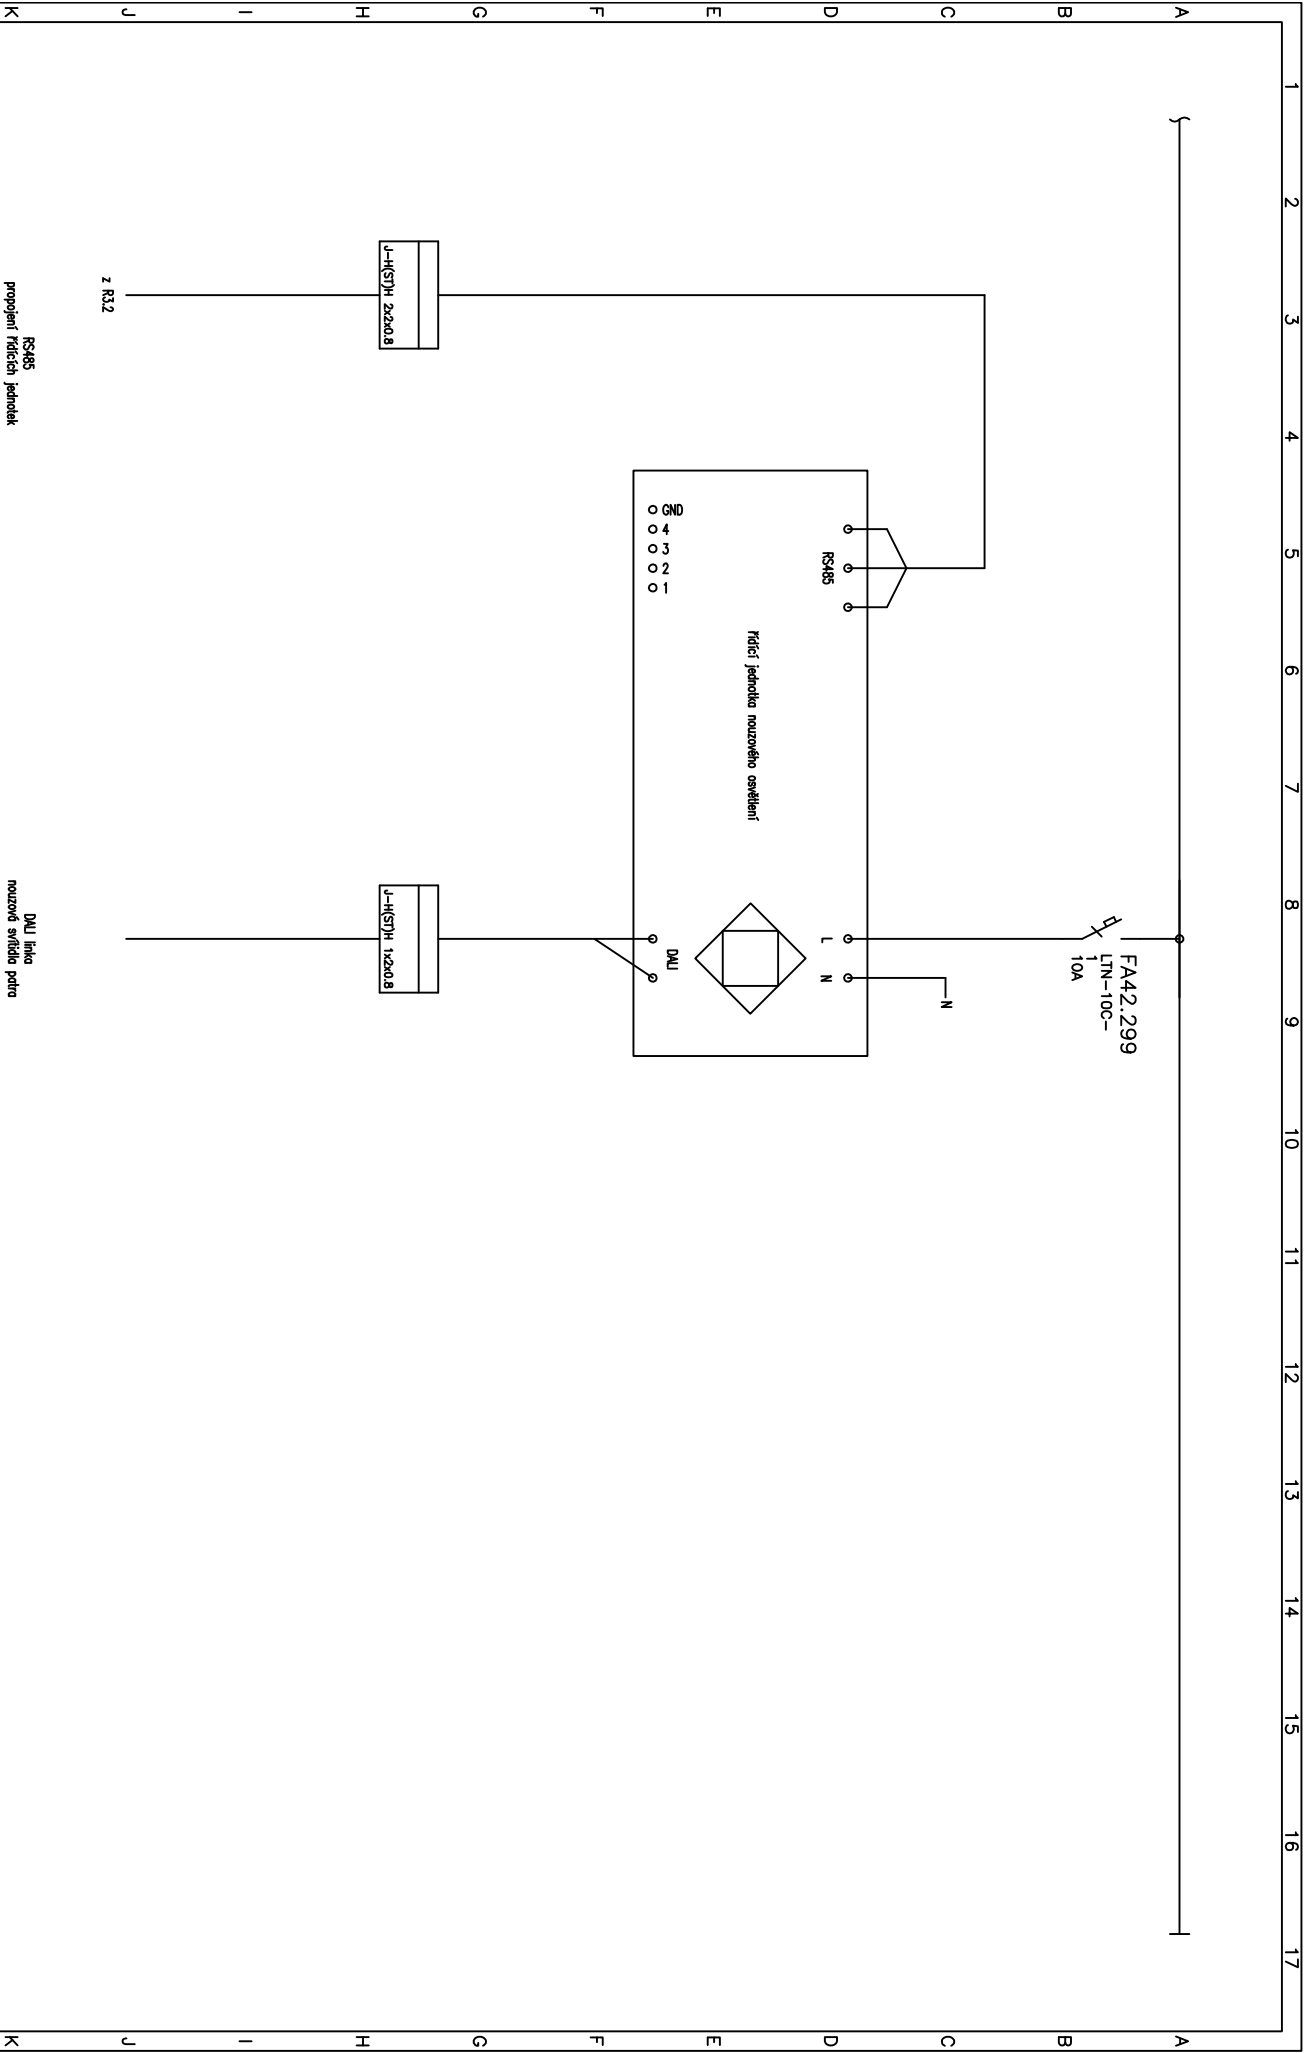 1
2
3
4
5
6
7
8
9
10
11
12
13
14
15
16
17
A
A
FA42.299
LTN-10C-
1
10A
B
B
C
C
N
D
D
RS485
L
N
řídící jednotka nouzového osvětlení
E
E
GND
4
3
2
1
DALI
F
F
G
G
J-H(ST)H 2x2x0.8
J-H(ST)H 1x2x0.8
H
H
I
I
J
J
z R3.2
RS485
propojení řídících jednotek
DALI linka
nouzová svítidla patra
K
K